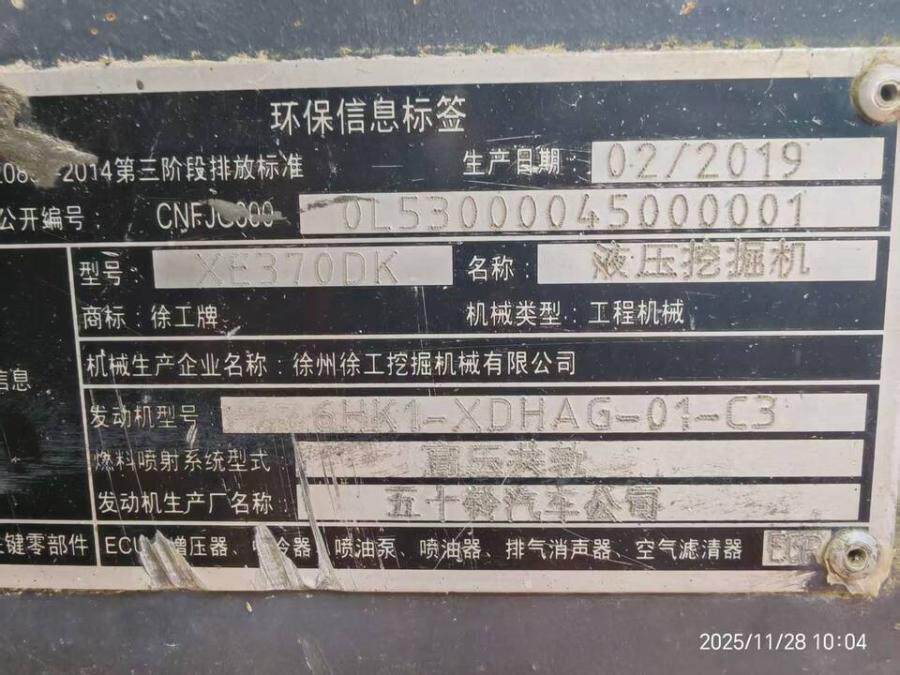 环保信息标签
2014第三阶段排放标准 生产日期: 02/2019
公开编号: CNFJG000 0L53000045000001
型号: XE370DK 名称: 液压挖掘机
商标: 徐工牌 机械类型: 工程机械
机械生产企业名称: 徐州徐工挖掘机械有限公司
信息
发动机型号 6HK1-XDHAG-01-C3
燃料喷射系统型式 高压共轨
发动机生产厂名称: 五十铃汽车公司
键零部件 ECU、增压器、冷器、喷油泵、喷油器、排气消声器、空气滤清器 EGR
2025/11/28 10:04